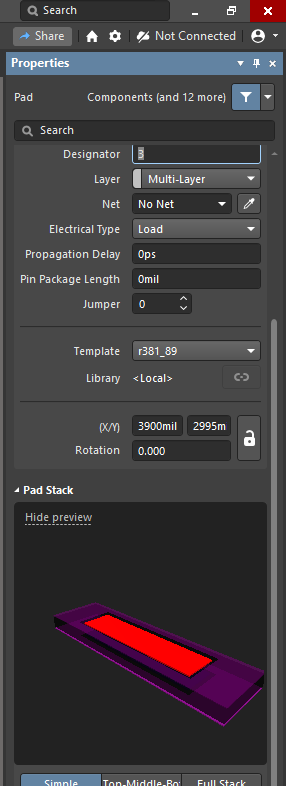 Search
Share Not Connected
Properties
Pad Components (and 12 more)
Search
Designator 3
Layer Multi-Layer
Net No Net
Electrical Type Load
Propagation Delay 0ps
Pin Package Length 0mil
Jumper 0
Template r381_89
Library <Local>
(X/Y) 3900mil 2995m
Rotation 0.000
Pad Stack
Hide preview
Simple Top-Middle-Bo Full Stack